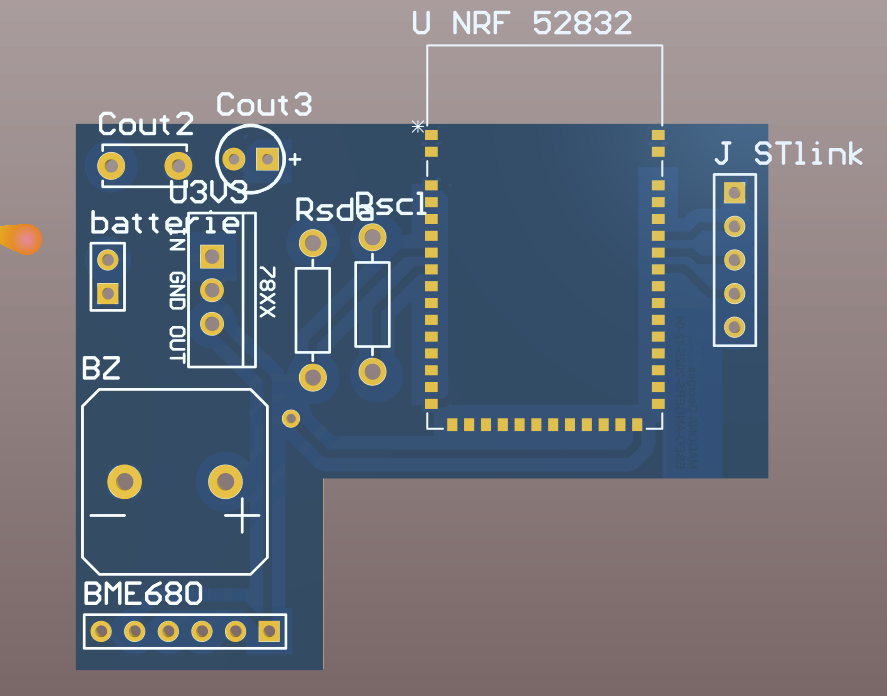 U NRF 52832
Cout3
Cout2
J STlink
U3V3
Rsda
Rscl
batterie
IN
GND
OUT
78XX
BZ
BME680